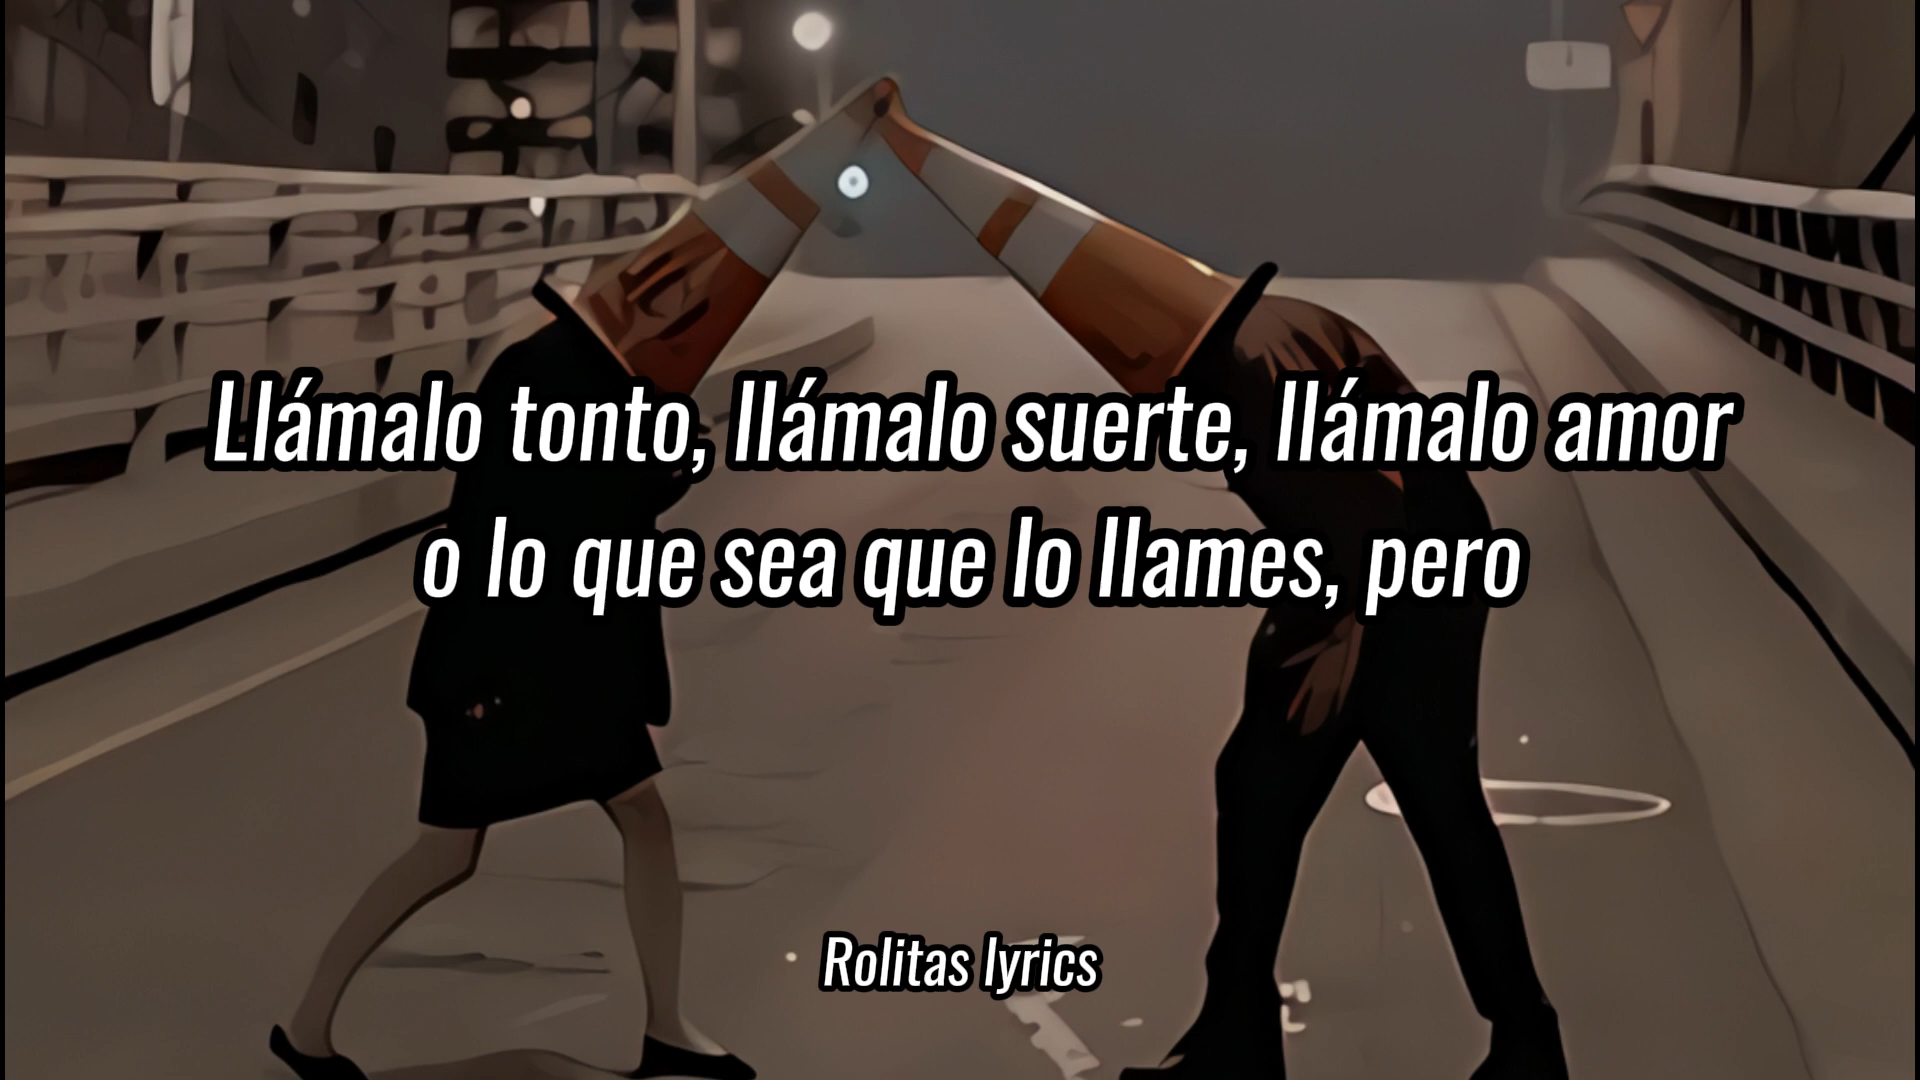 Llámalo tonto, llámalo suerte, llámalo amor
o lo que sea que lo llames, pero
Rolitas lyrics